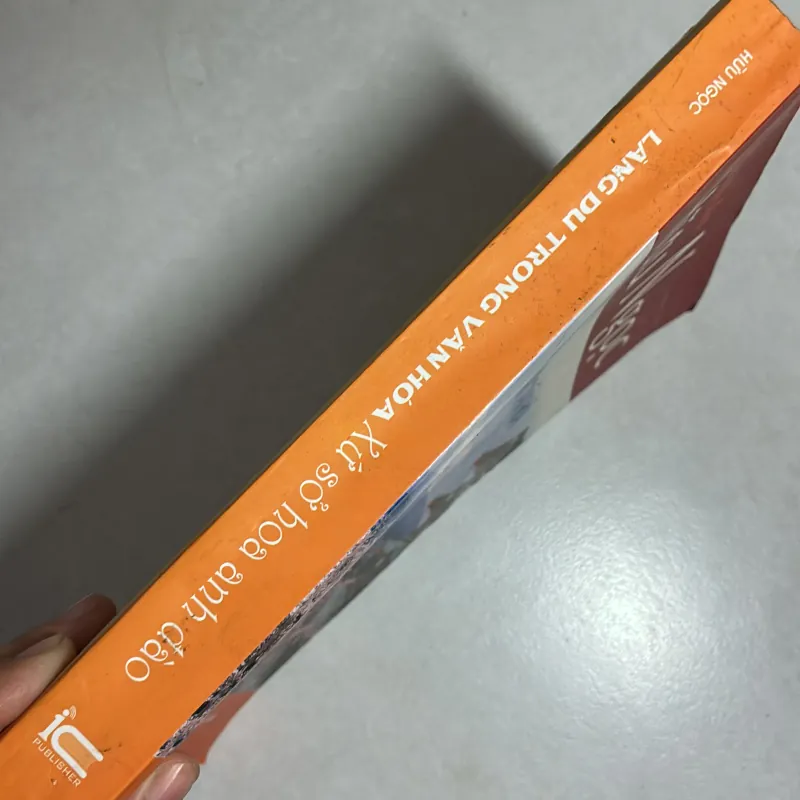 HỮU NGỌC
LÃNG DU TRONG VĂN HÓA Xứ sở hoa anh đào
PUBLISHER